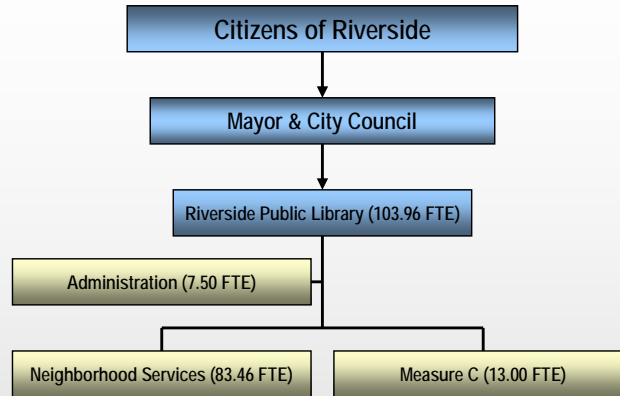 Citizens of Riverside
Mayor & City Council
Riverside Public Library (103.96 FTE)
Administration (7.50 FTE)
Neighborhood Services (83.46 FTE)
Measure C (13.00 FTE)